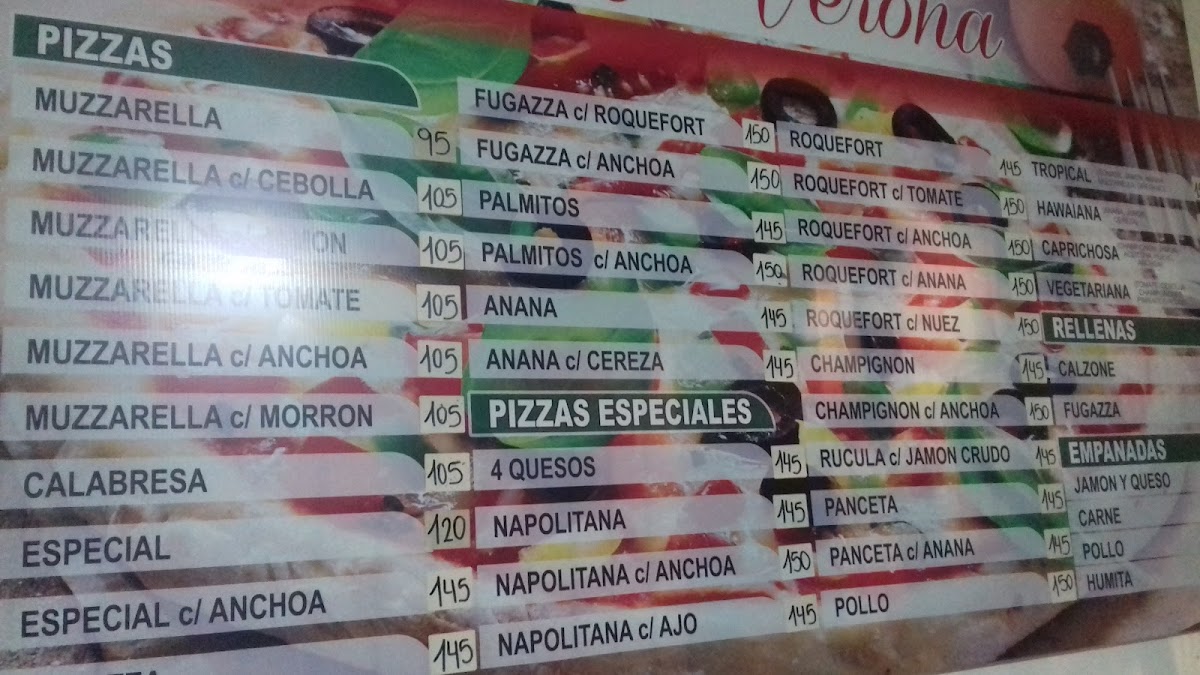 Verona
PIZZAS
MUZZARELLA 95
MUZZARELLA c/ CEBOLLA 105
MUZZARELLA 105
MUZZARELLA c/ TOMATE 105
MUZZARELLA c/ ANCHOA 105
MUZZARELLA c/ MORRON 105
CALABRESA 105
ESPECIAL 120
ESPECIAL c/ ANCHOA 145
145
FUGAZZA c/ ROQUEFORT 150
FUGAZZA c/ ANCHOA 150
PALMITOS 145
PALMITOS c/ ANCHOA 150
ANANA 145
ANANA c/ CEREZA 145
PIZZAS ESPECIALES
4 QUESOS 145
NAPOLITANA 145
NAPOLITANA c/ ANCHOA 150
NAPOLITANA c/ AJO 145
ROQUEFORT 145
ROQUEFORT c/ TOMATE 150
ROQUEFORT c/ ANCHOA 150
ROQUEFORT c/ ANANA 150
ROQUEFORT c/ NUEZ 150
CHAMPIGNON 145
CHAMPIGNON c/ ANCHOA 150
RUCULA c/ JAMON CRUDO 145
PANCETA 145
PANCETA c/ ANANA 145
POLLO 150
TROPICAL
HAWAIANA
CAPRICHOSA
VEGETARIANA
RELLENAS
CALZONE
FUGAZZA
EMPANADAS
JAMON Y QUESO
CARNE
POLLO
HUMITA